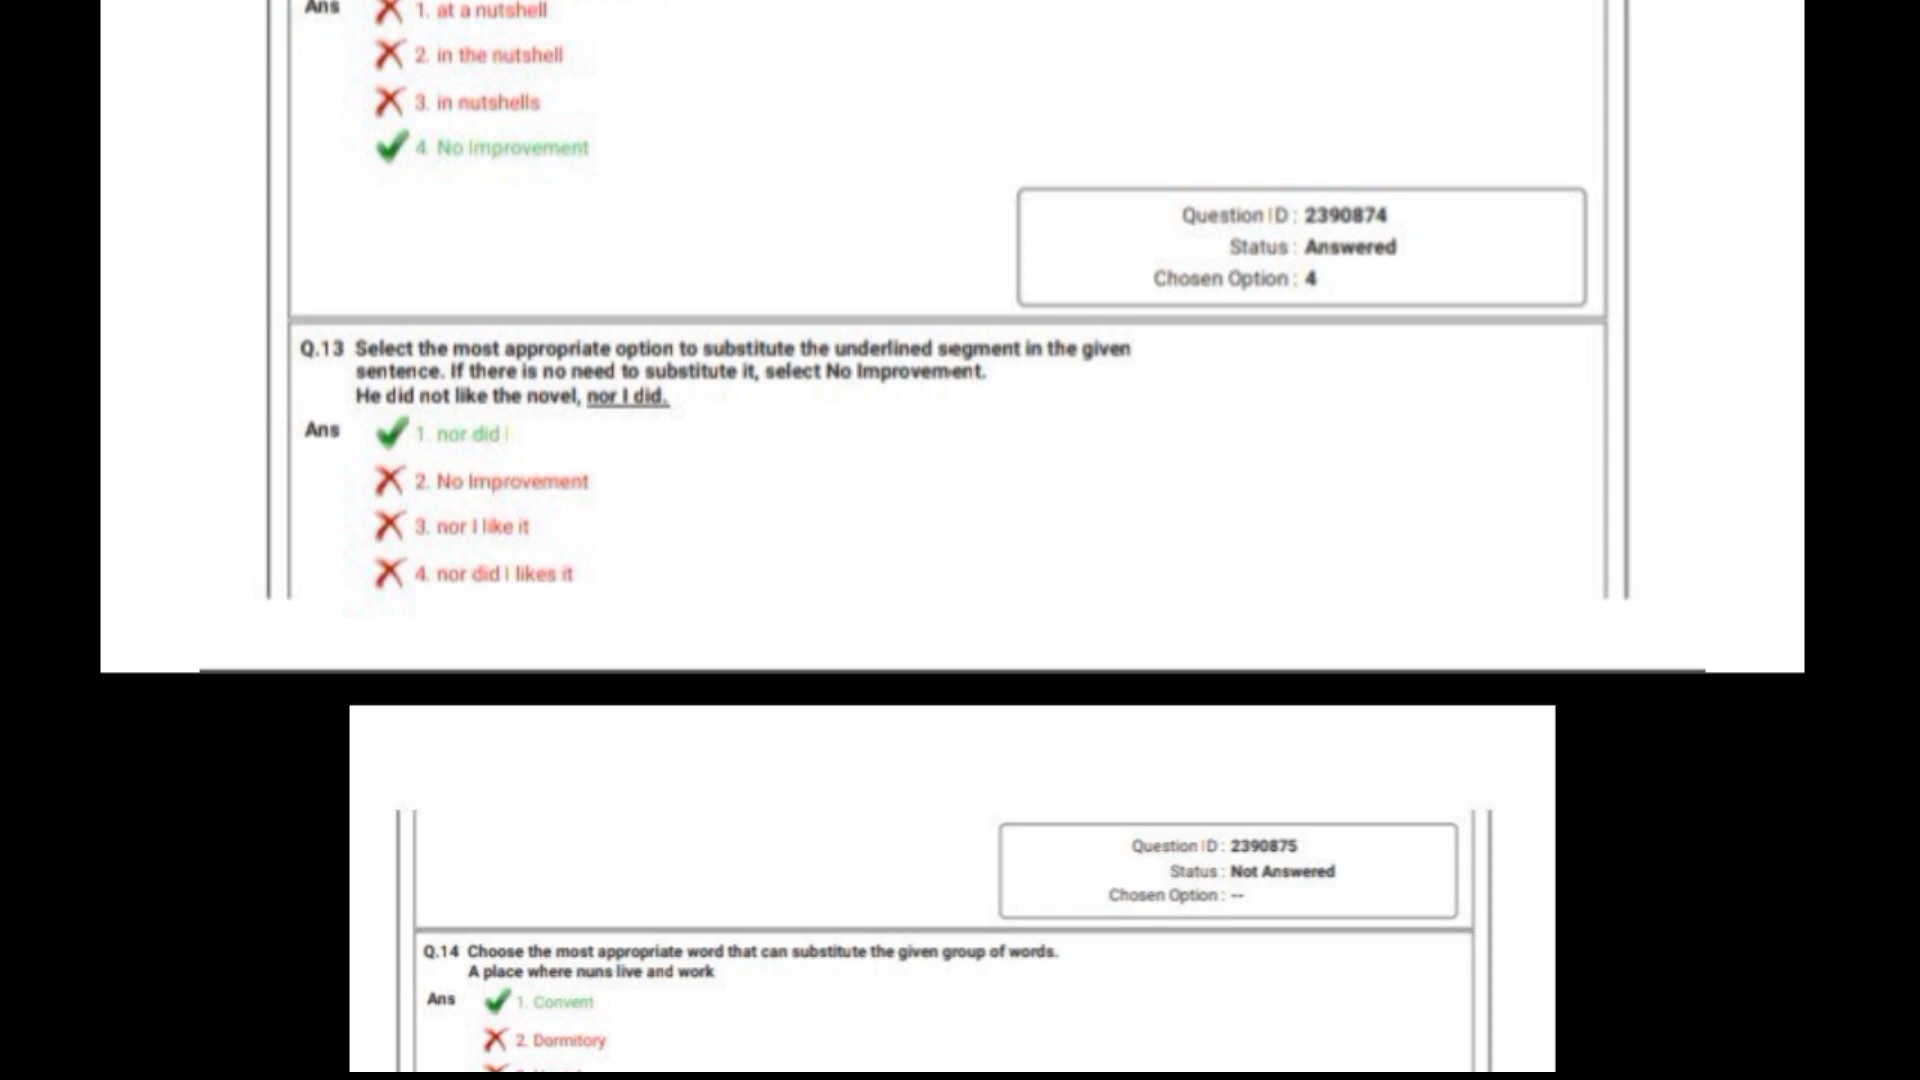 Ans 1. at a nutshell
2. in the nutshell
3. in nutshells
4. No Improvement
Question ID : 2390874
Status : Answered
Chosen Option : 4
Q.13 Select the most appropriate option to substitute the underlined segment in the given
sentence. If there is no need to substitute it, select No Improvement.
He did not like the novel, nor I did.
Ans 1. nor did I
2. No Improvement
3. nor I like it
4. nor did I likes it
Question ID : 2390875
Status : Not Answered
Chosen Option : --
Q.14 Choose the most appropriate word that can substitute the given group of words.
A place where nuns live and work
Ans 1. Convent
2. Dormitory